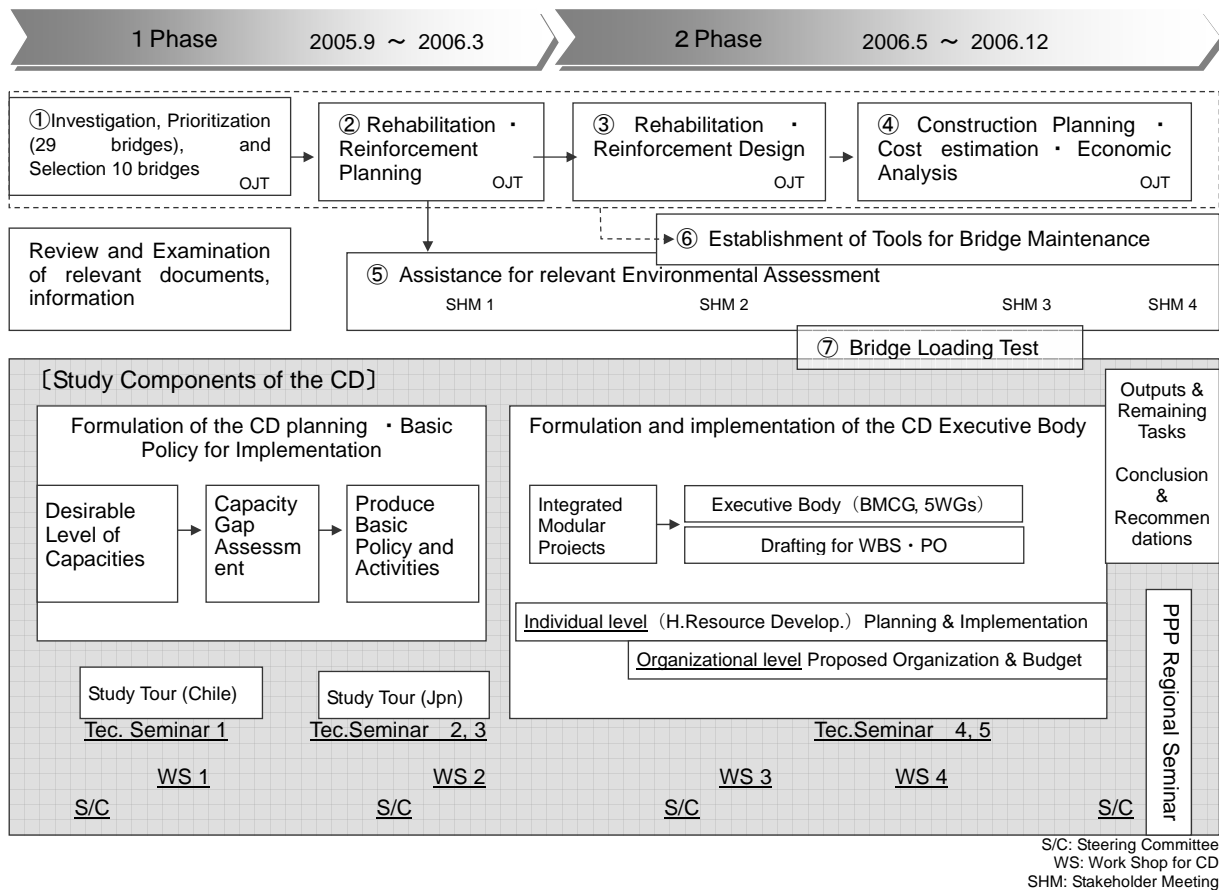 1 Phase 2005.9 ～ 2006.3
2 Phase 2006.5 ～ 2006.12
①Investigation, Prioritization
(29 bridges), and
Selection 10 bridges
OJT
② Rehabilitation ・
Reinforcement
Planning
OJT
③ Rehabilitation ・
Reinforcement Design
OJT
④ Construction Planning ・
Cost estimation ・ Economic
Analysis
OJT
Review and Examination
of relevant documents,
information
⑥ Establishment of Tools for Bridge Maintenance
⑤ Assistance for relevant Environmental Assessment
SHM 1 SHM 2 SHM 3 SHM 4
⑦ Bridge Loading Test
〔Study Components of the CD〕
Formulation of the CD planning ・ Basic
Policy for Implementation
Desirable
Level of
Capacities
Capacity
Gap
Assessm
ent
Produce
Basic
Policy and
Activities
Formulation and implementation of the CD Executive Body
Integrated
Modular
Projects
Executive Body（BMCG, 5WGs）
Drafting for WBS・PO
Individual level（H.Resource Develop.）Planning & Implementation
Organizational level Proposed Organization & Budget
Outputs &
Remaining
Tasks
Conclusion
&
Recommen
dations
PPP Regional Seminar
Study Tour (Chile)
Study Tour (Jpn)
Tec. Seminar 1
Tec.Seminar 2, 3
Tec.Seminar 4, 5
WS 1
WS 2
WS 3
WS 4
S/C
S/C
S/C
S/C
S/C: Steering Committee
WS: Work Shop for CD
SHM: Stakeholder Meeting